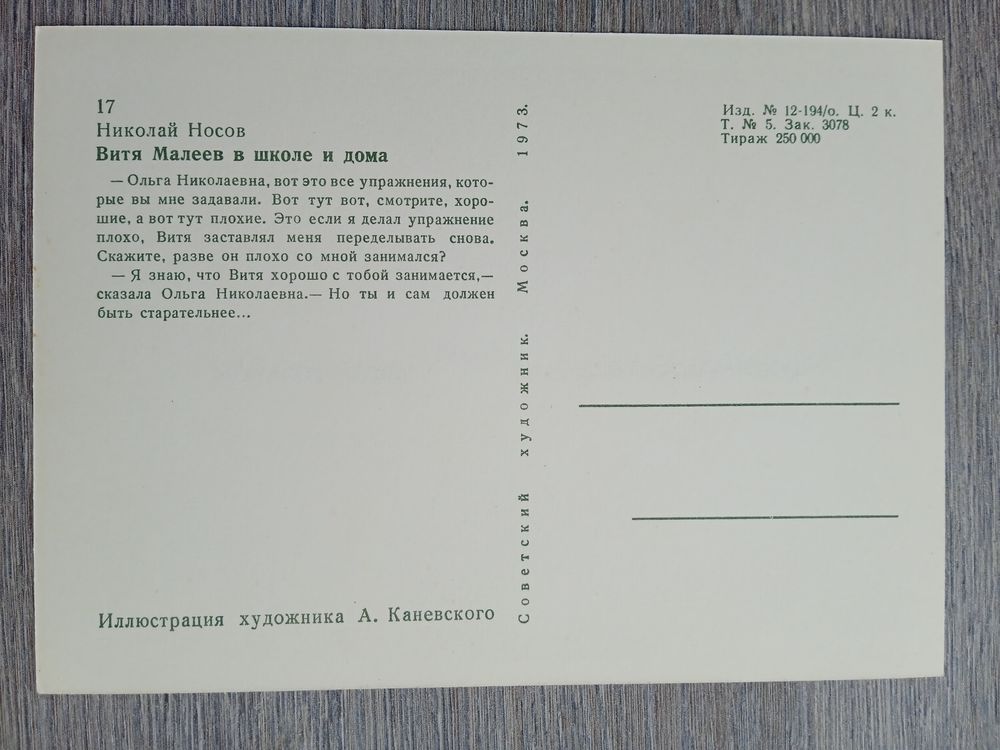 17
Николай Носов
Витя Малеев в школе и дома
— Ольга Николаевна, вот это все упражнения, кото-
рые вы мне задавали. Вот тут вот, смотрите, хоро-
шие, а вот тут плохие. Это если я делал упражнение
плохо, Витя заставлял меня переделывать снова.
Скажите, разве он плохо со мной занимался?
— Я знаю, что Витя хорошо с тобой занимается,—
сказала Ольга Николаевна.— Но ты и сам должен
быть старательнее...
Иллюстрация художника А. Каневского
Советский художник. Москва. 1973.
Изд. № 12-194/о. Ц. 2 к.
Т. № 5. Зак. 3078
Тираж 250 000